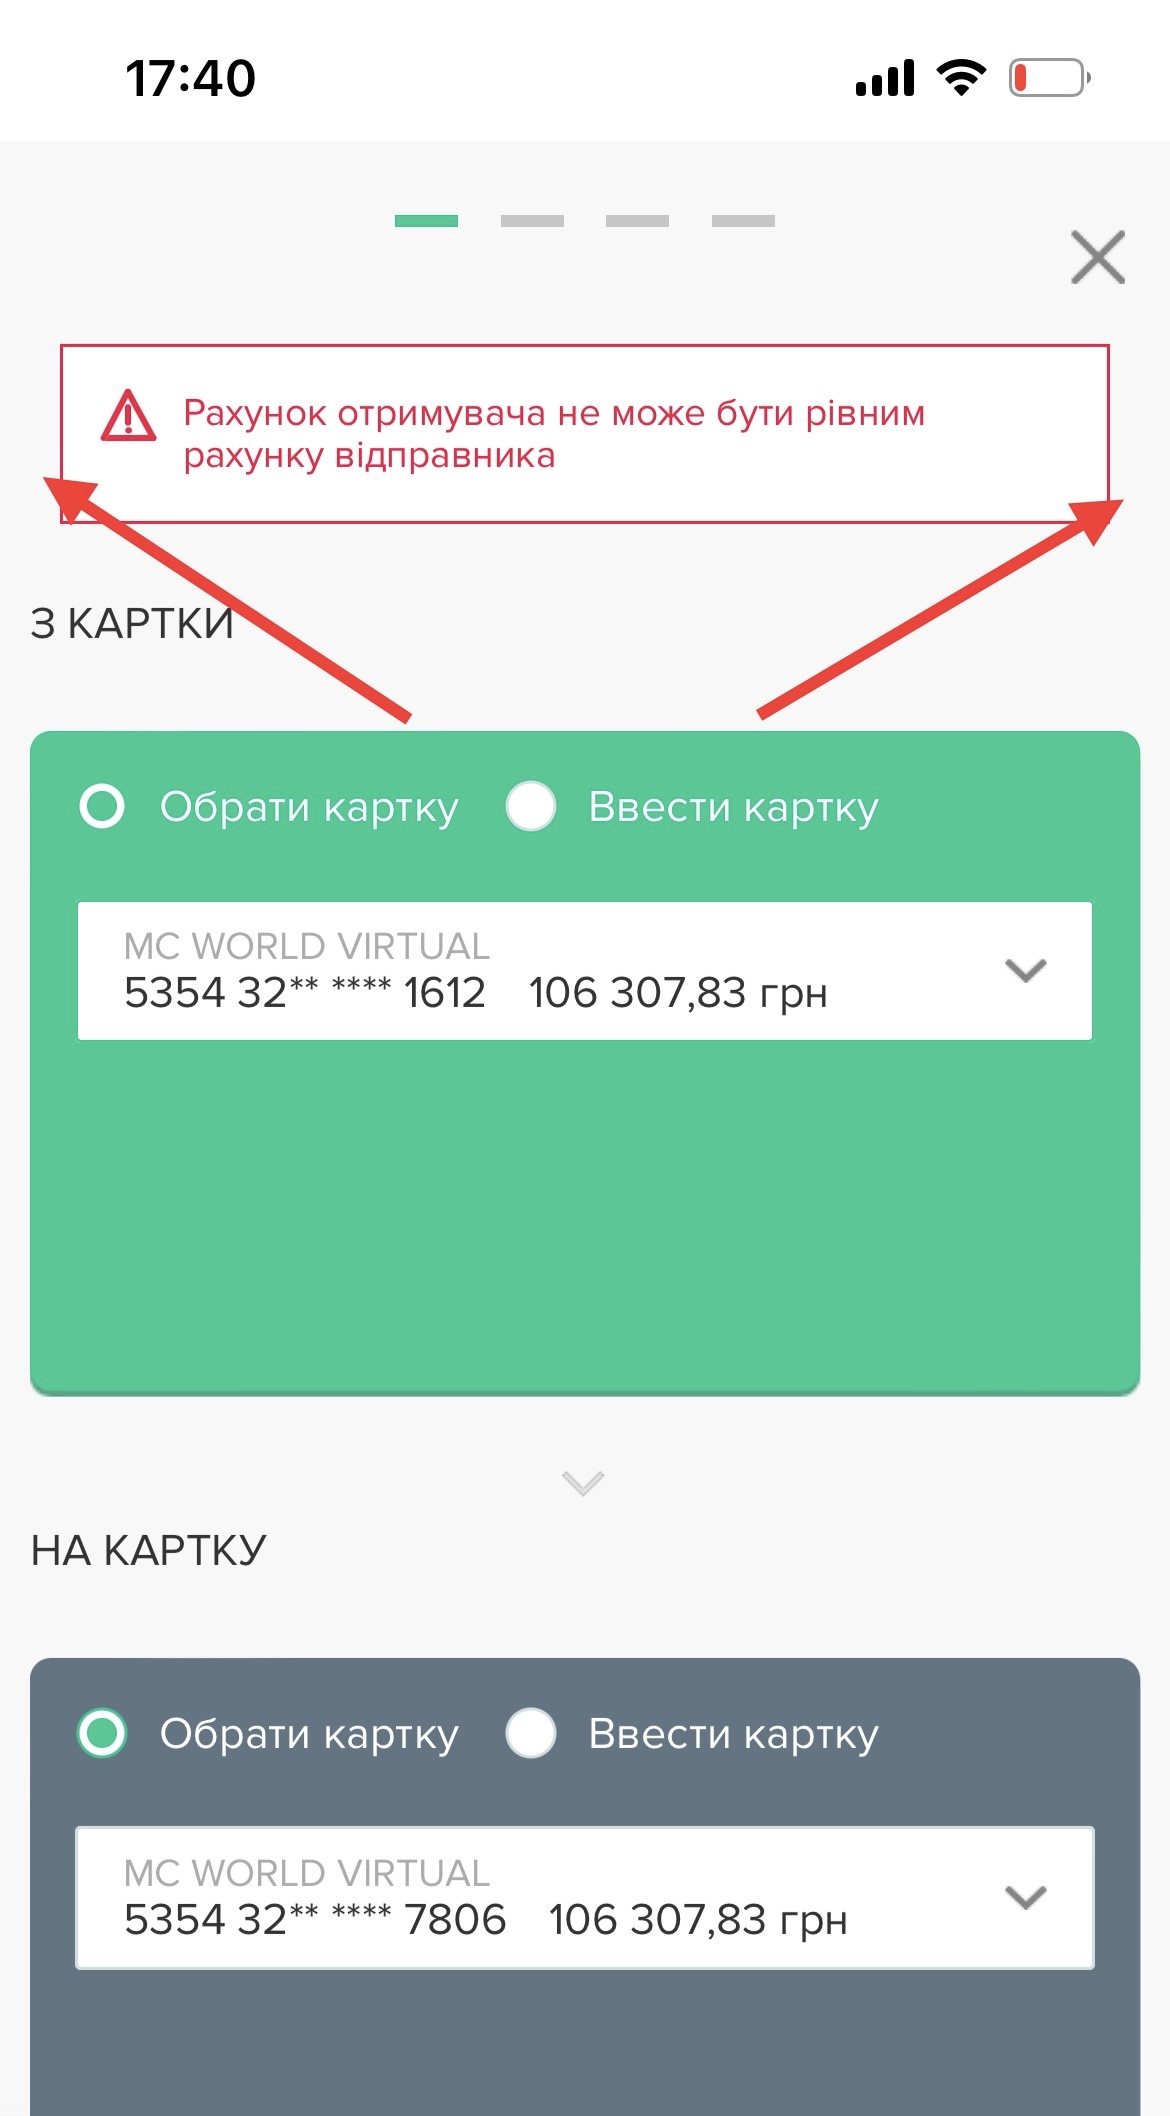 17:40
Рахунок отримувача не може бути рівним
рахунку відправника
З КАРТКИ
Обрати картку Ввести картку
MC WORLD VIRTUAL
5354 32** **** 1612 106 307,83 грн
НА КАРТКУ
Обрати картку Ввести картку
MC WORLD VIRTUAL
5354 32** **** 7806 106 307,83 грн